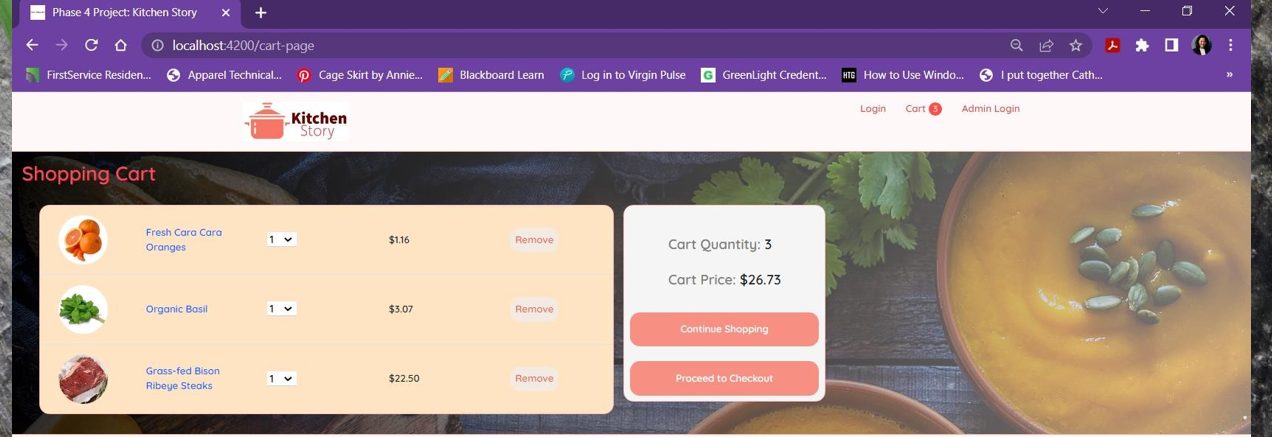 Phase 4 Project: Kitchen Story
localhost:4200/cart-page
FirstService Residen... Apparel Technical... Cage Skirt by Annie... Blackboard Learn Log in to Virgin Pulse GreenLight Credent... HTG How to Use Windo... I put together Cath... »
Kitchen
Story
Login Cart 3 Admin Login
Shopping Cart
Fresh Cara Cara
Oranges
1 $1.16 Remove
Organic Basil 1 $3.07 Remove
Grass-fed Bison
Ribeye Steaks
1 $22.50 Remove
Cart Quantity: 3
Cart Price: $26.73
Continue Shopping
Proceed to Checkout